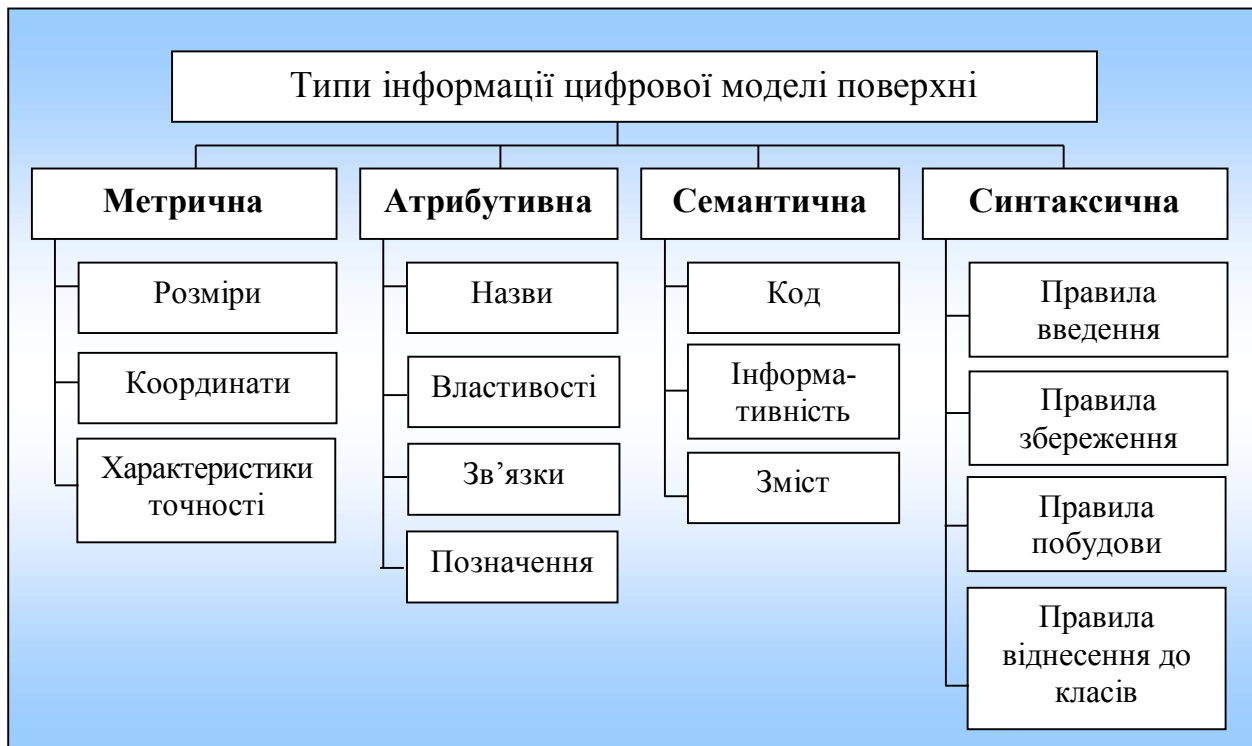 Типи інформації цифрової моделі поверхні
Метрична
Розміри
Координати
Характеристики
точності
Атрибутивна
Назви
Властивості
Зв’язки
Позначення
Семантична
Код
Інформа-
тивність
Зміст
Синтаксична
Правила
введення
Правила
збереження
Правила
побудови
Правила
віднесення до
класів